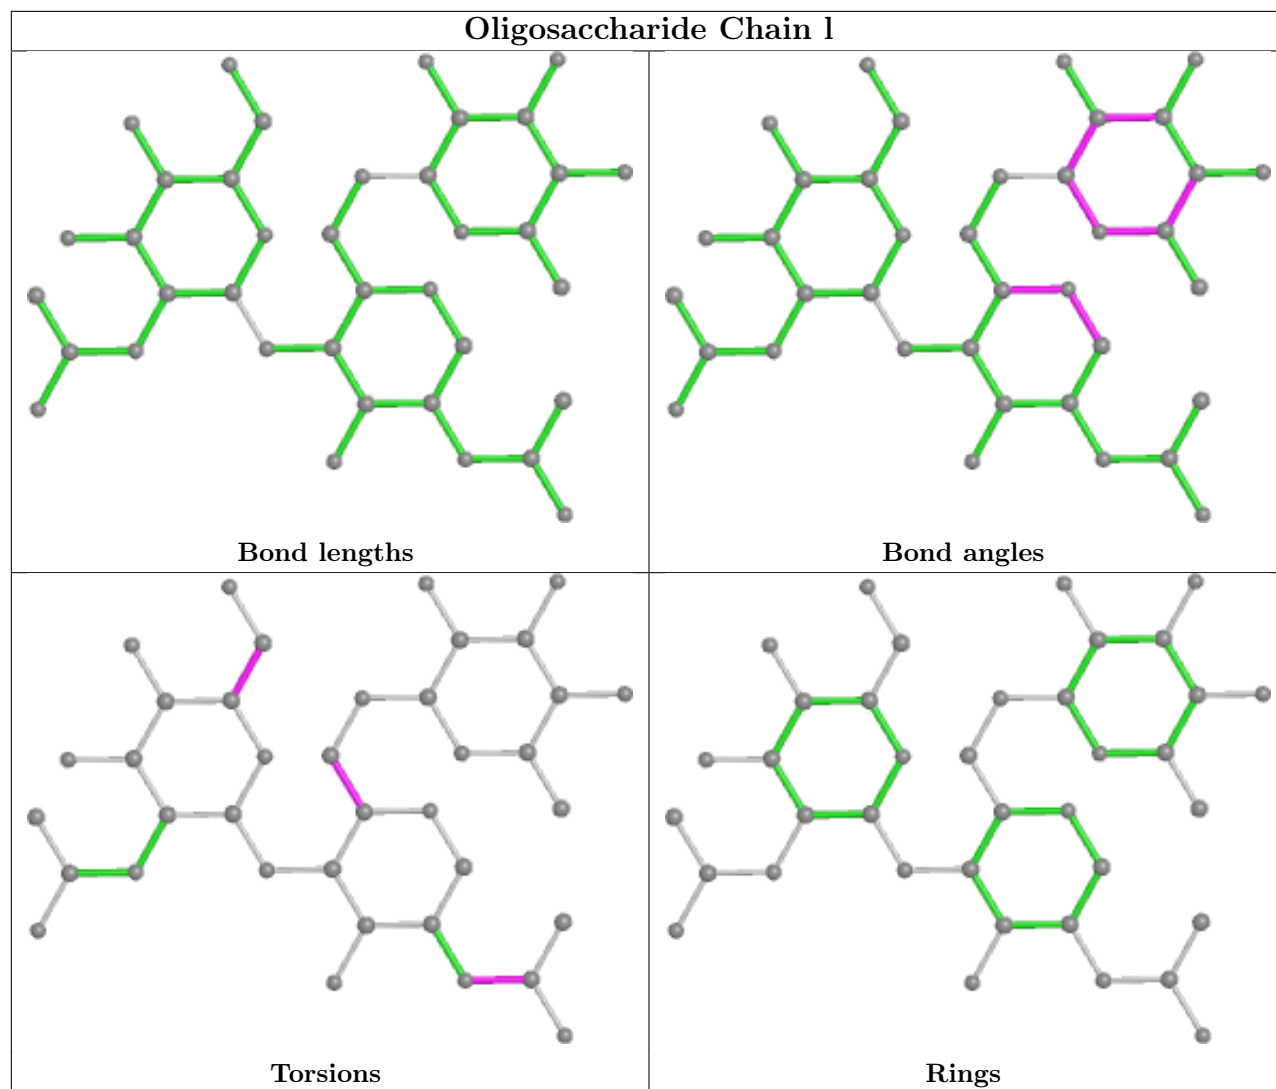 Oligosaccharide Chain l
Bond lengths
Bond angles
Torsions
Rings